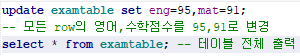 update examtable set eng=95,mat=91;
-- 모든 row의 영어,수학점수를 95,91로 변경
select * from examtable; -- 테이블 전체 출력